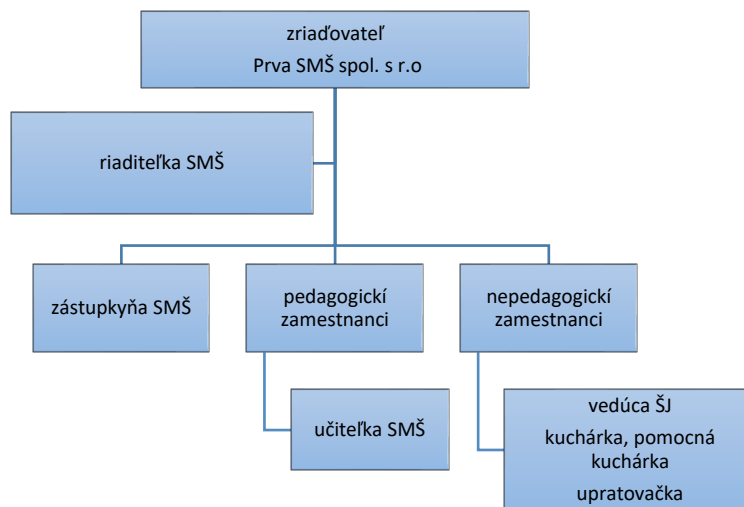 zriaďovateľ
Prva SMŠ spol. s r.o
riaditeľka SMŠ
zástupkyňa SMŠ
pedagogickí
zamestnanci
nepedagogickí
zamestnanci
učiteľka SMŠ
vedúca ŠJ
kuchárka, pomocná
kuchárka
upratovačka